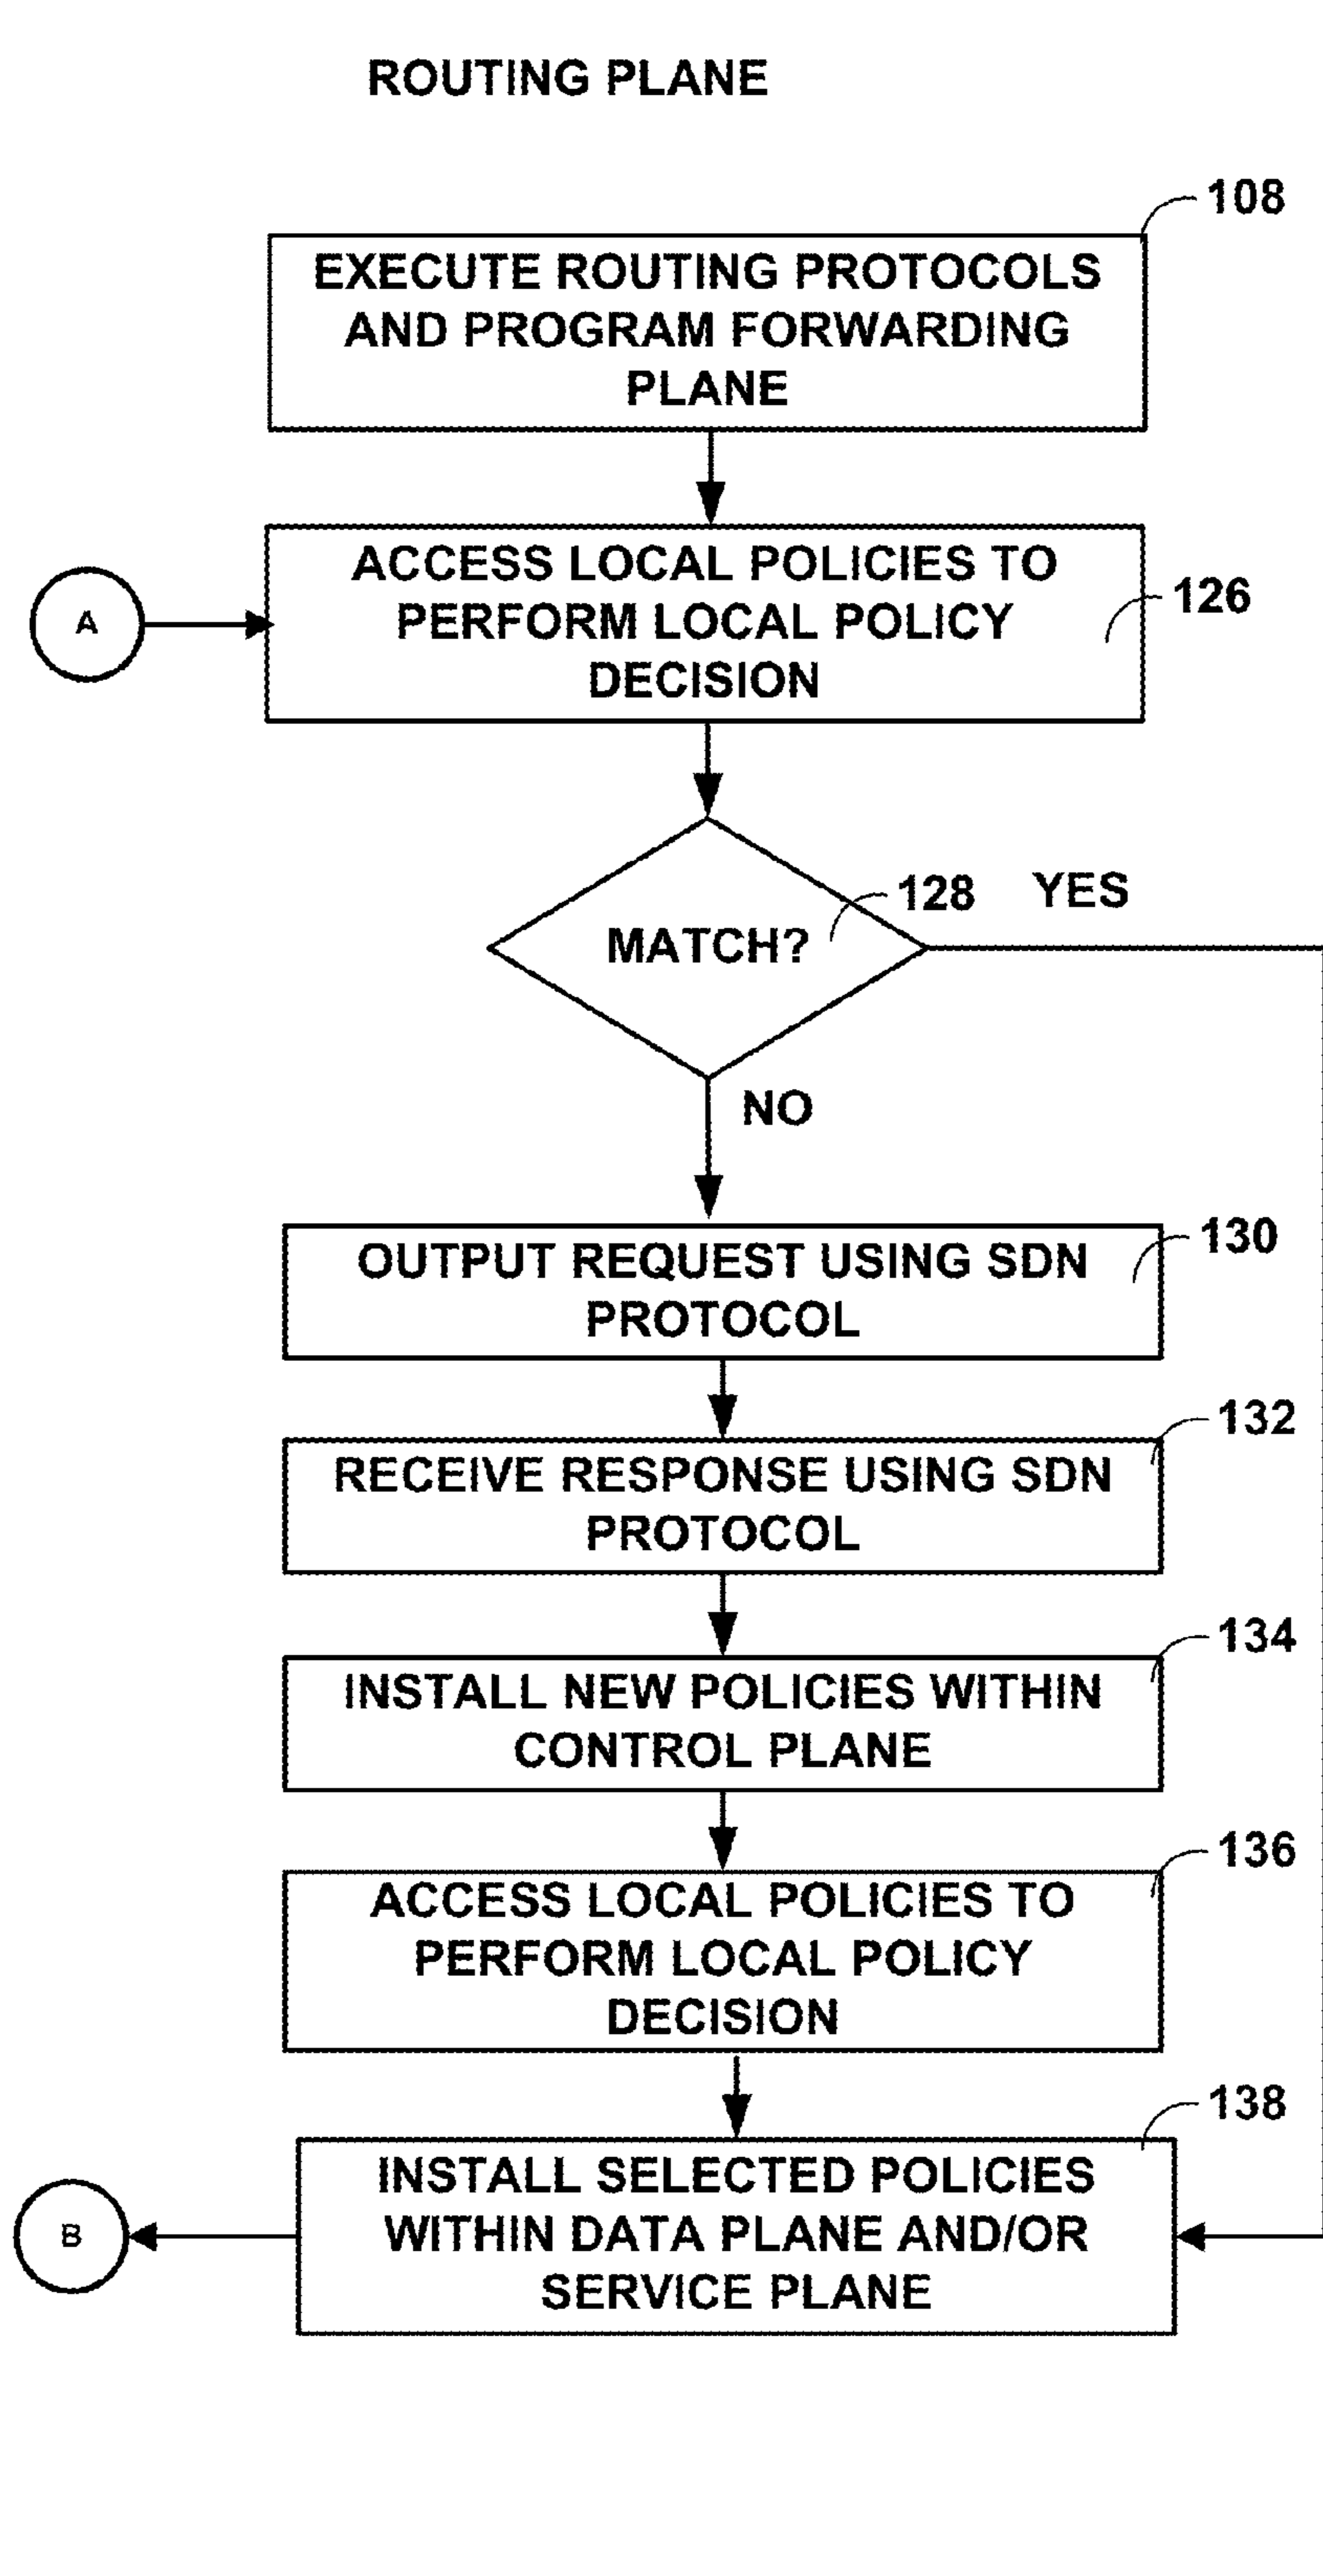 ROUTING PLANE
108
EXECUTE ROUTING PROTOCOLS
AND PROGRAM FORWARDING
PLANE
A
ACCESS LOCAL POLICIES TO
PERFORM LOCAL POLICY
DECISION
126
128
YES
MATCH?
NO
130
OUTPUT REQUEST USING SDN
PROTOCOL
132
RECEIVE RESPONSE USING SDN
PROTOCOL
134
INSTALL NEW POLICIES WITHIN
CONTROL PLANE
136
ACCESS LOCAL POLICIES TO
PERFORM LOCAL POLICY
DECISION
138
INSTALL SELECTED POLICIES
WITHIN DATA PLANE AND/OR
SERVICE PLANE
B